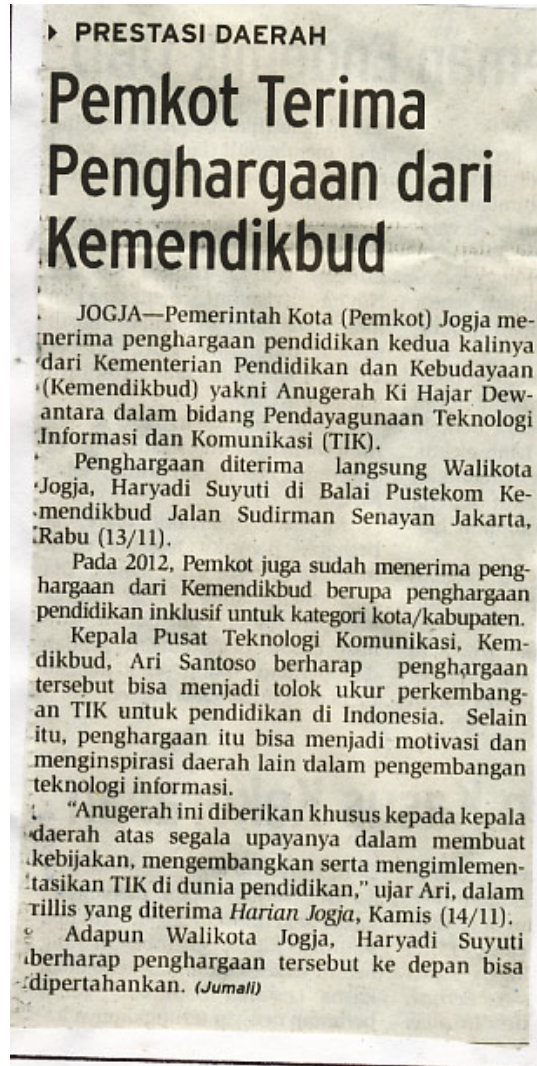 PRESTASI DAERAH
Pemkot Terima
Penghargaan dari
Kemendikbud
JOGJA—Pemerintah Kota (Pemkot) Jogja me-
nerima penghargaan pendidikan kedua kalinya
dari Kementerian Pendidikan dan Kebudayaan
(Kemendikbud) yakni Anugerah Ki Hajar Dew-
antara dalam bidang Pendayagunaan Teknologi
Informasi dan Komunikasi (TIK).
Penghargaan diterima langsung Walikota
Jogja, Haryadi Suyuti di Balai Pustekom Ke-
mendikbud Jalan Sudirman Senayan Jakarta,
Rabu (13/11).
Pada 2012, Pemkot juga sudah menerima peng-
hargaan dari Kemendikbud berupa penghargaan
pendidikan inklusif untuk kategori kota/kabupaten.
Kepala Pusat Teknologi Komunikasi, Kem-
dikbud, Ari Santoso berharap penghargaan
tersebut bisa menjadi tolok ukur perkembang-
an TIK untuk pendidikan di Indonesia. Selain
itu, penghargaan itu bisa menjadi motivasi dan
menginspirasi daerah lain dalam pengembangan
teknologi informasi.
“Anugerah ini diberikan khusus kepada kepala
daerah atas segala upayanya dalam membuat
kebijakan, mengembangkan serta mengimlemen-
tasikan TIK di dunia pendidikan,” ujar Ari, dalam
rillis yang diterima Harian Jogja, Kamis (14/11).
Adapun Walikota Jogja, Haryadi Suyuti
berharap penghargaan tersebut ke depan bisa
dipertahankan. (Jumali)